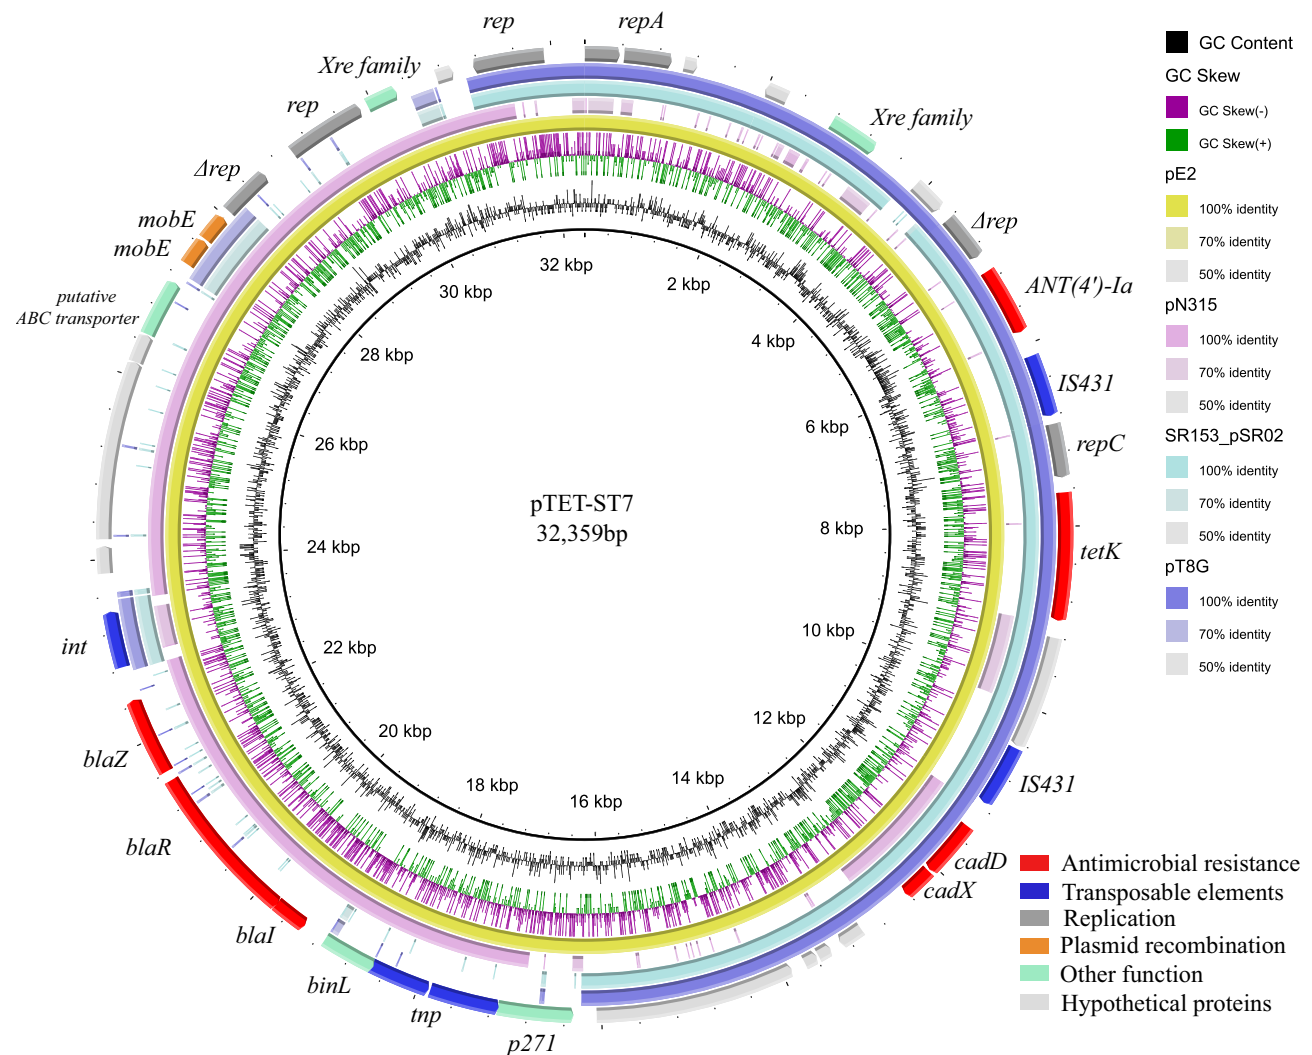 rep
repA
Xre family
rep
Xre family
Δrep
mobE
mobE
putative
ABC transporter
Δrep
ANT(4')-Ia
IS431
repC
tetK
int
blaZ
blaR
blaI
binL
tnp
p271
IS431
cadD
cadX
32 kbp
2 kbp
4 kbp
6 kbp
8 kbp
10 kbp
12 kbp
14 kbp
16 kbp
18 kbp
20 kbp
22 kbp
24 kbp
26 kbp
28 kbp
30 kbp
pTET-ST7
32,359bp
GC Content
GC Skew
GC Skew(-)
GC Skew(+)
pE2
100% identity
70% identity
50% identity
pN315
100% identity
70% identity
50% identity
SR153_pSR02
100% identity
70% identity
50% identity
pT8G
100% identity
70% identity
50% identity
Antimicrobial resistance
Transposable elements
Replication
Plasmid recombination
Other function
Hypothetical proteins